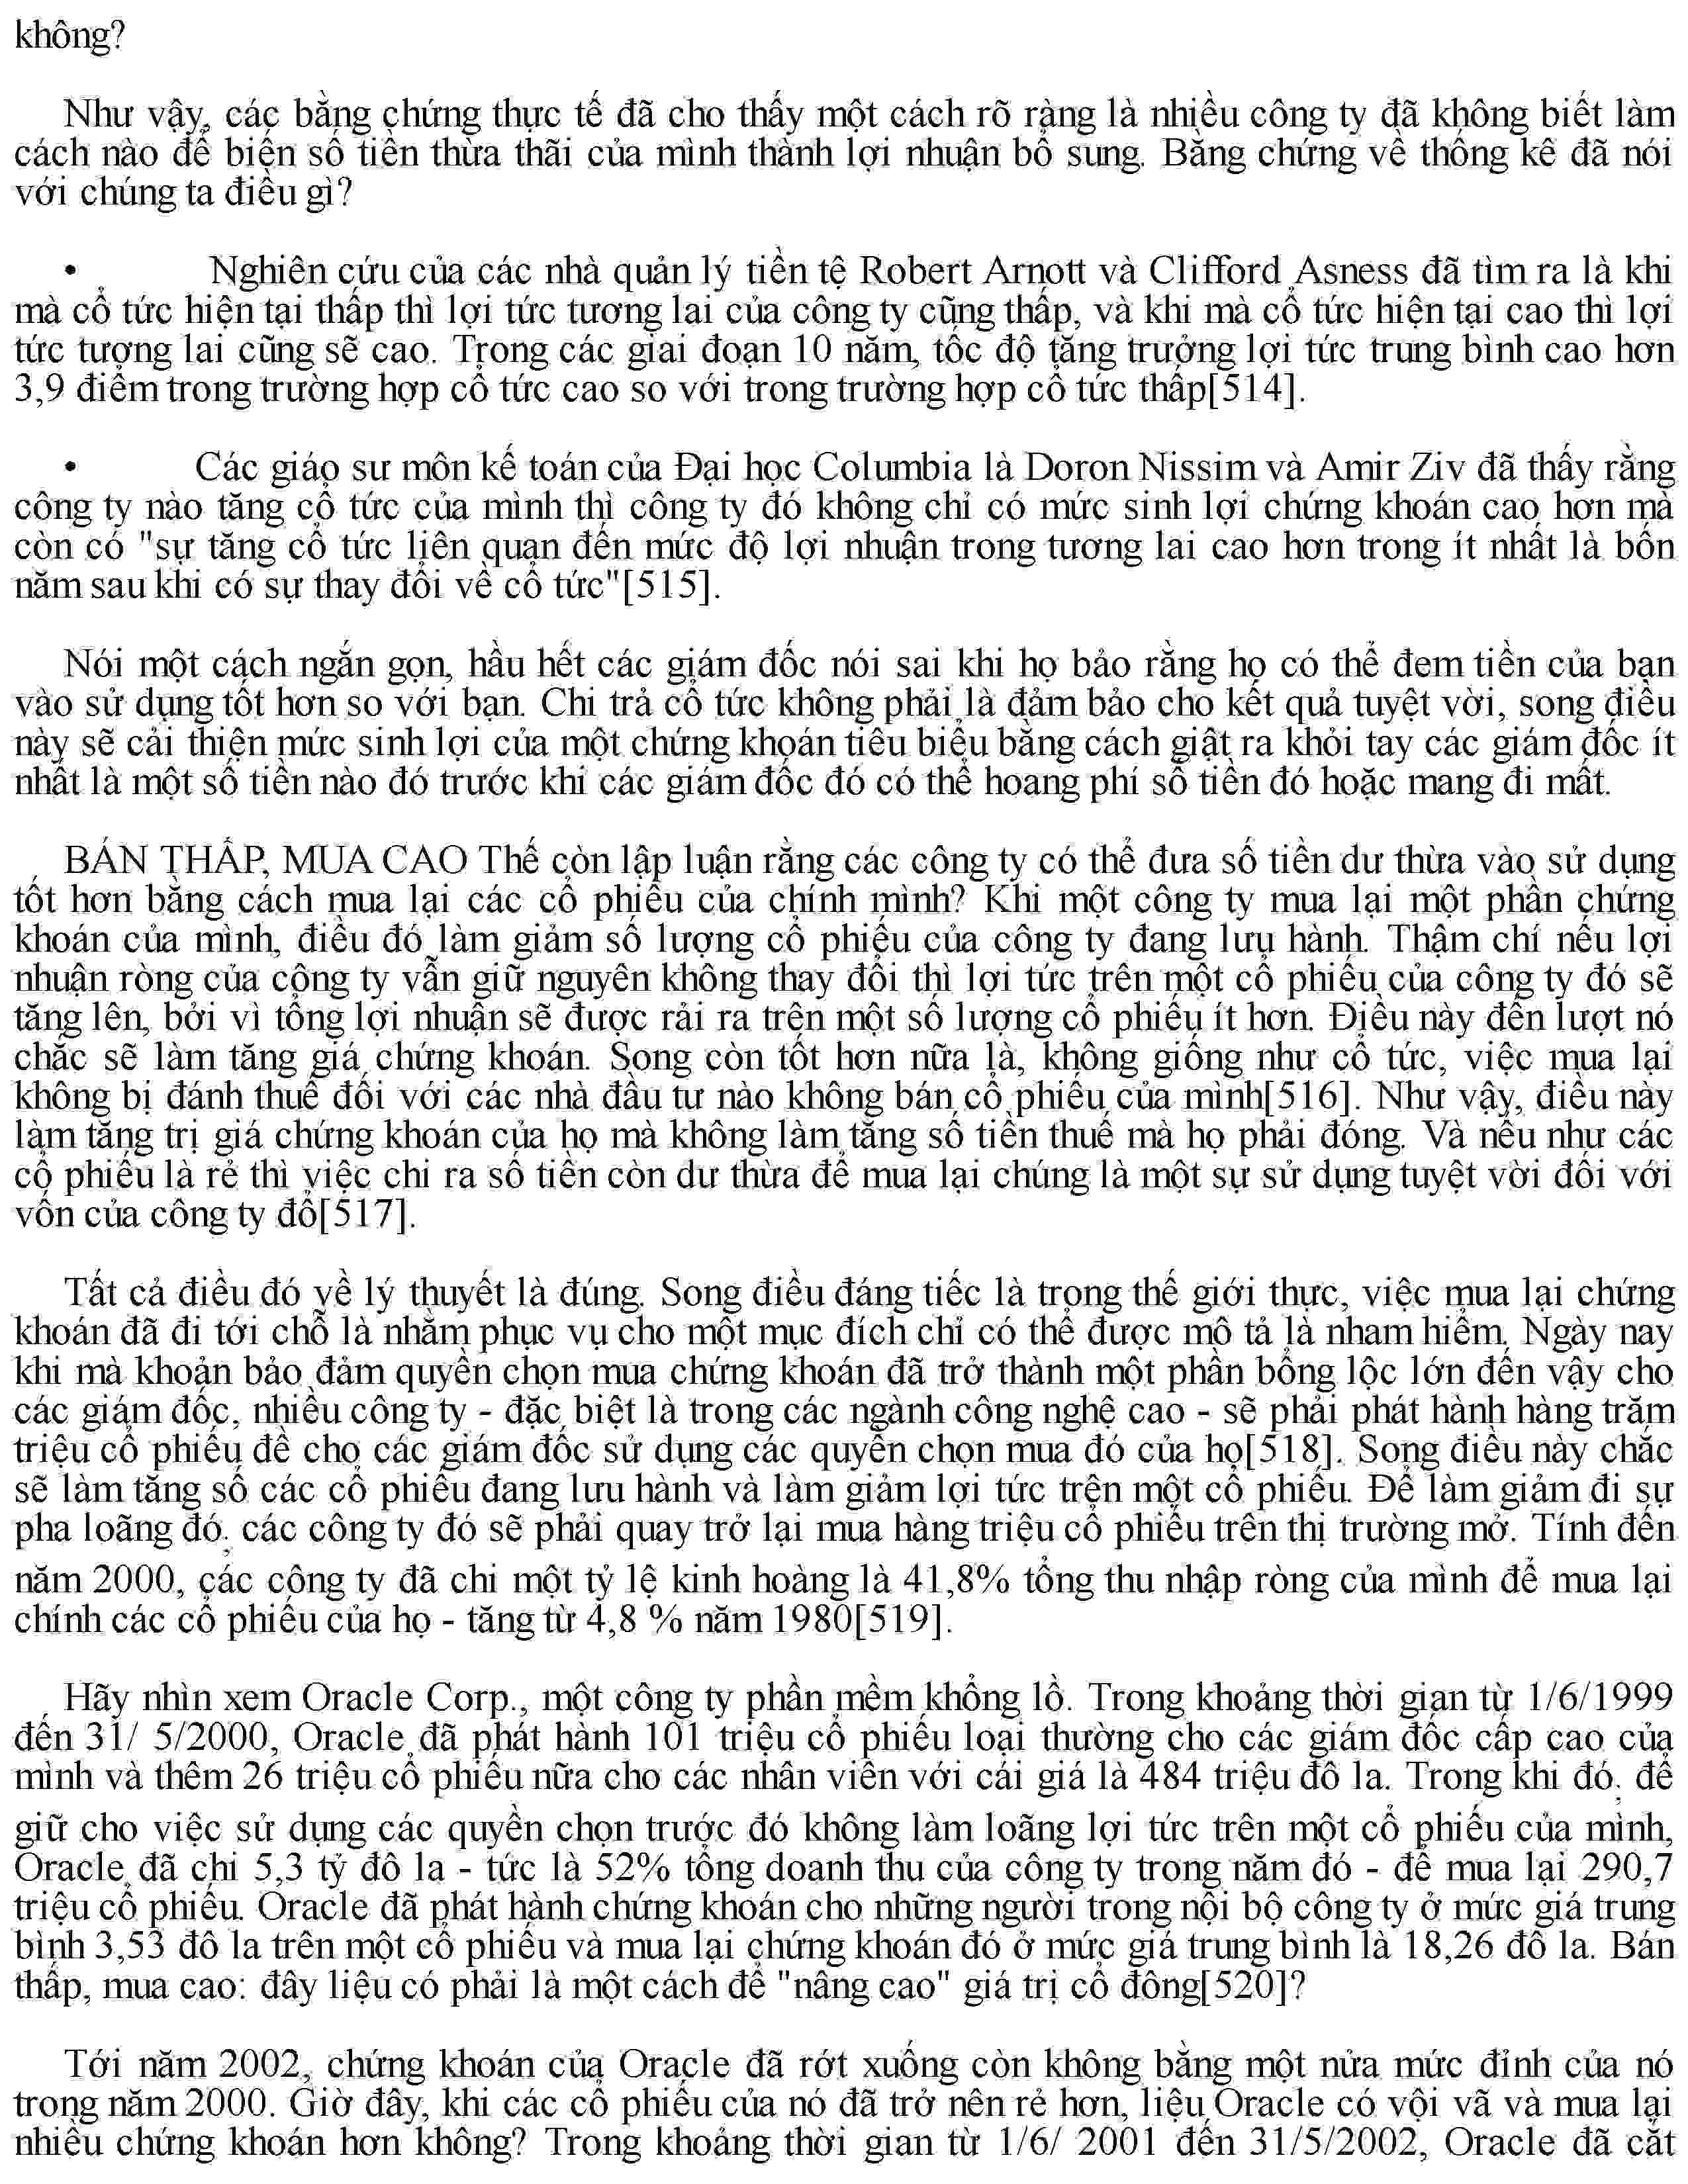 không?
Như vậy, các bằng chứng thực tế đã cho thấy một cách rõ ràng là nhiều công ty đã không biết làm
cách nào để biến số tiền thừa thãi của mình thành lợi nhuận bổ sung. Bằng chứng về thống kê đã nói
với chúng ta điều gì?
• Nghiên cứu của các nhà quản lý tiền tệ Robert Arnott và Clifford Asness đã tìm ra là khi
mà cổ tức hiện tại thấp thì lợi tức tương lai của công ty cũng thấp, và khi mà cổ tức hiện tại cao thì lợi
tức tượng lai cũng sẽ cao. Trong các giai đoạn 10 năm, tốc độ tăng trưởng lợi tức trung bình cao hơn
3,9 điểm trong trường hợp cổ tức cao so với trong trường hợp cổ tức thấp[514].
• Các giáo sư môn kế toán của Đại học Columbia là Doron Nissim và Amir Ziv đã thấy rằng
công ty nào tăng cổ tức của mình thì công ty đó không chỉ có mức sinh lợi chứng khoán cao hơn mà
còn có "sự tăng cổ tức liên quan đến mức độ lợi nhuận trong tương lai cao hơn trong ít nhất là bốn
năm sau khi có sự thay đổi về cổ tức"[515].
Nói một cách ngắn gọn, hầu hết các giám đốc nói sai khi họ bảo rằng họ có thể đem tiền của bạn
vào sử dụng tốt hơn so với bạn. Chi trả cổ tức không phải là đảm bảo cho kết quả tuyệt vời, song điều
này sẽ cải thiện mức sinh lợi của một chứng khoán tiêu biểu bằng cách giật ra khỏi tay các giám đốc ít
nhất là một số tiền nào đó trước khi các giám đốc đó có thể hoang phí số tiền đó hoặc mang đi mất.
BÁN THẤP, MUA CAO Thế còn lập luận rằng các công ty có thể đưa số tiền dư thừa vào sử dụng
tốt hơn bằng cách mua lại các cổ phiếu của chính mình? Khi một công ty mua lại một phần chứng
khoán của mình, điều đó làm giảm số lượng cổ phiếu của công ty đang lưu hành. Thậm chí nếu lợi
nhuận ròng của công ty vẫn giữ nguyên không thay đổi thì lợi tức trên một cổ phiếu của công ty đó sẽ
tăng lên, bởi vì tổng lợi nhuận sẽ được rải ra trên một số lượng cổ phiếu ít hơn. Điều này đến lượt nó
chắc sẽ làm tăng giá chứng khoán. Song còn tốt hơn nữa là, không giống như cổ tức, việc mua lại
không bị đánh thuế đối với các nhà đầu tư nào không bán cổ phiếu của mình[516]. Như vậy, điều này
làm tăng trị giá chứng khoán của họ mà không làm tăng số tiền thuế mà họ phải đóng. Và nếu như các
cổ phiếu là rẻ thì việc chi ra số tiền còn dư thừa để mua lại chúng là một sự sử dụng tuyệt vời đối với
vốn của công ty đổ[517].
Tất cả điều đó về lý thuyết là đúng. Song điều đáng tiếc là trong thế giới thực, việc mua lại chứng
khoán đã đi tới chỗ là nhằm phục vụ cho một mục đích chỉ có thể được mô tả là nham hiểm. Ngày nay
khi mà khoản bảo đảm quyền chọn mua chứng khoán đã trở thành một phần bổng lộc lớn đến vậy cho
các giám đốc, nhiều công ty - đặc biệt là trong các ngành công nghệ cao - sẽ phải phát hành hàng trăm
triệu cổ phiếu để cho các giám đốc sử dụng các quyền chọn mua đó của họ[518]. Song điều này chắc
sẽ làm tăng số các cổ phiếu đang lưu hành và làm giảm lợi tức trên một cổ phiếu. Để làm giảm đi sự
pha loãng đó, các công ty đó sẽ phải quay trở lại mua hàng triệu cổ phiếu trên thị trường mở. Tính đến
năm 2000, các công ty đã chi một tỷ lệ kinh hoàng là 41,8% tổng thu nhập ròng của mình để mua lại
chính các cổ phiếu của họ - tăng từ 4,8 % năm 1980[519].
Hãy nhìn xem Oracle Corp., một công ty phần mềm khổng lồ. Trong khoảng thời gian từ 1/6/1999
đến 31/ 5/2000, Oracle đã phát hành 101 triệu cổ phiếu loại thường cho các giám đốc cấp cao của
mình và thêm 26 triệu cổ phiếu nữa cho các nhân viên với cái giá là 484 triệu đô la. Trong khi đó, để
giữ cho việc sử dụng các quyền chọn trước đó không làm loãng lợi tức trên một cổ phiếu của mình,
Oracle đã chi 5,3 tỷ đô la - tức là 52% tổng doanh thu của công ty trong năm đó - để mua lại 290,7
triệu cổ phiếu. Oracle đã phát hành chứng khoán cho những người trong nội bộ công ty ở mức giá trung
bình 3,53 đô la trên một cổ phiếu và mua lại chứng khoán đó ở mức giá trung bình là 18,26 đô la. Bán
thấp, mua cao: đây liệu có phải là một cách để "nâng cao" giá trị cổ đông[520]?
Tới năm 2002, chứng khoán của Oracle đã rớt xuống còn không bằng một nửa mức đỉnh của nó
trong năm 2000. Giờ đây, khi các cổ phiếu của nó đã trở nên rẻ hơn, liệu Oracle có vội vã và mua lại
nhiều chứng khoán hơn không? Trong khoảng thời gian từ 1/6/ 2001 đến 31/5/2002, Oracle đã cắt